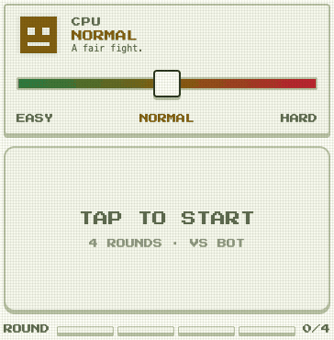 CPU
NORMAL
A fair fight.
EASY NORMAL HARD
TAP TO START
4 ROUNDS · VS BOT
ROUND 0/4